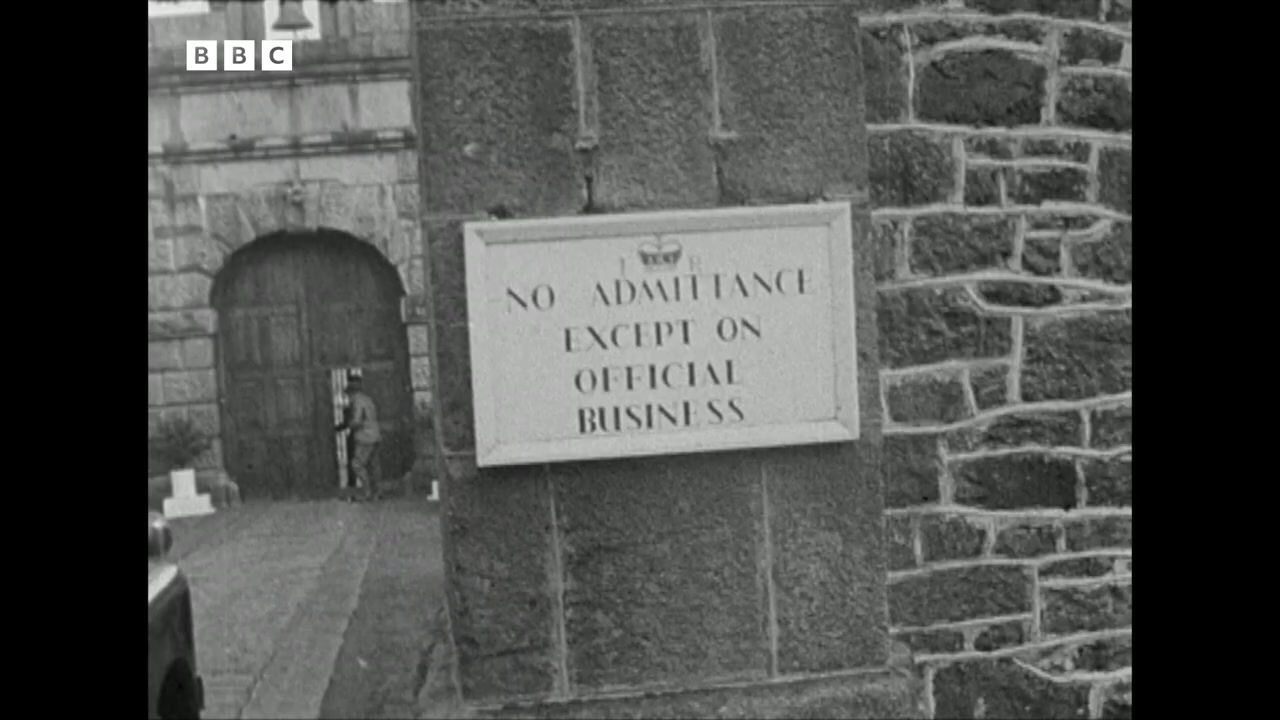 BBC
NO ADMITTANCE
EXCEPT ON
OFFICIAL
BUSINESS